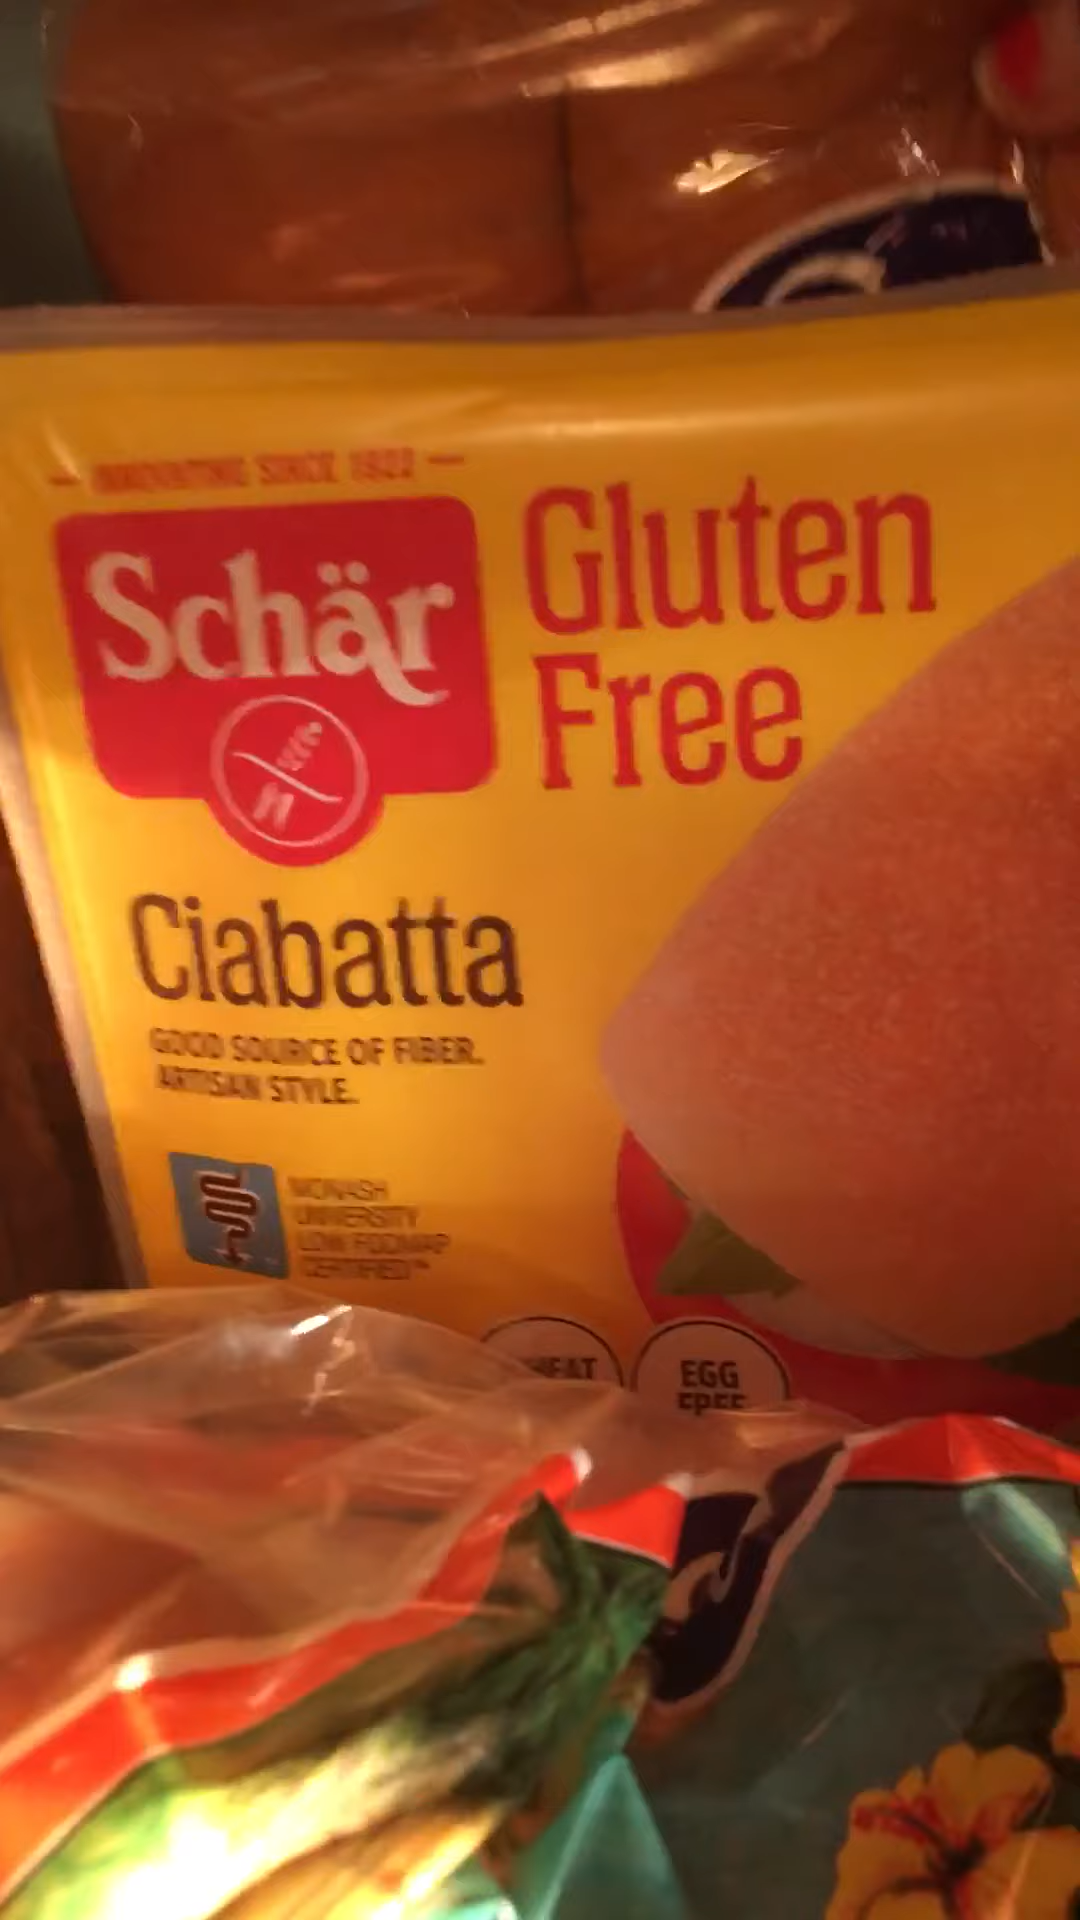 INNOVATING SINCE 1922
Schär
Gluten
Free
Ciabatta
GOOD SOURCE OF FIBER.
ARTISAN STYLE.
MONASH
UNIVERSITY
LOW FODMAP
CERTIFIED™
EGG
FREE